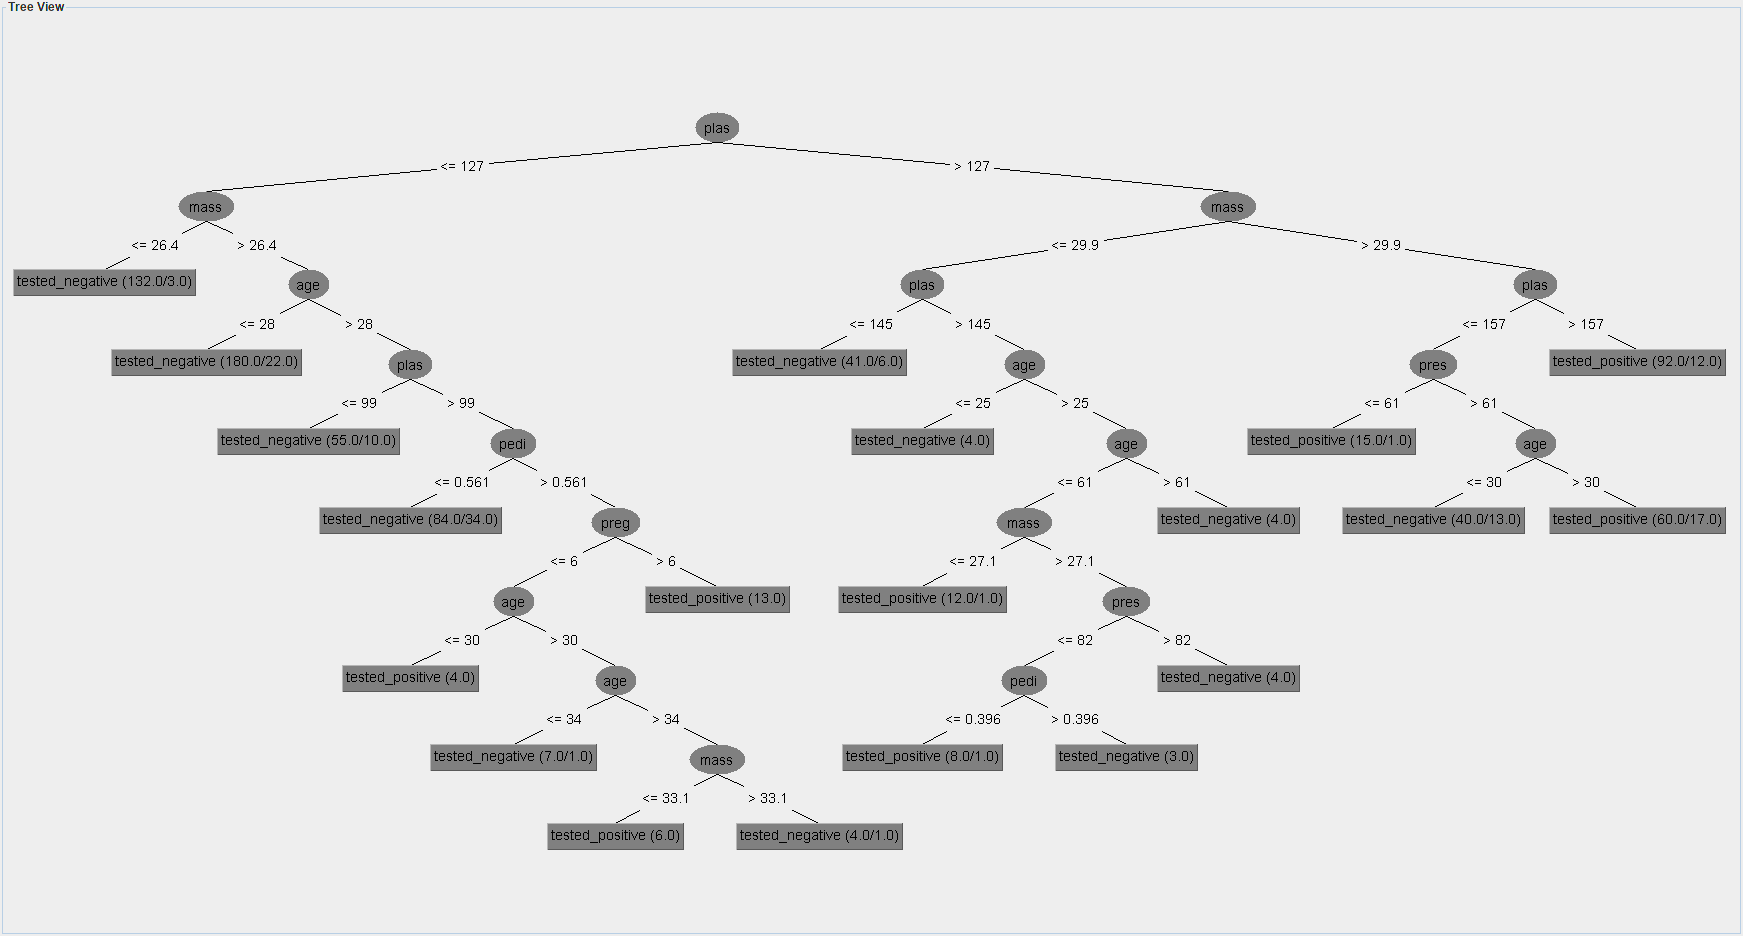 Tree View
plas
<= 127
> 127
mass
mass
<= 26.4
> 26.4
<= 29.9
> 29.9
tested_negative (132.0/3.0)
age
plas
plas
<= 28
> 28
<= 145
> 145
<= 157
> 157
tested_negative (180.0/22.0)
plas
tested_negative (41.0/6.0)
age
pres
tested_positive (92.0/12.0)
<= 99
> 99
<= 25
> 25
<= 61
> 61
tested_negative (55.0/10.0)
pedi
tested_negative (4.0)
age
tested_positive (15.0/1.0)
age
<= 0.561
> 0.561
<= 61
> 61
<= 30
> 30
tested_negative (84.0/34.0)
preg
mass
tested_negative (4.0)
tested_negative (40.0/13.0)
tested_positive (60.0/17.0)
<= 6
> 6
<= 27.1
> 27.1
age
tested_positive (13.0)
tested_positive (12.0/1.0)
pres
<= 30
> 30
<= 82
> 82
tested_positive (4.0)
age
pedi
tested_negative (4.0)
<= 34
> 34
<= 0.396
> 0.396
tested_negative (7.0/1.0)
mass
tested_positive (8.0/1.0)
tested_negative (3.0)
<= 33.1
> 33.1
tested_positive (6.0)
tested_negative (4.0/1.0)